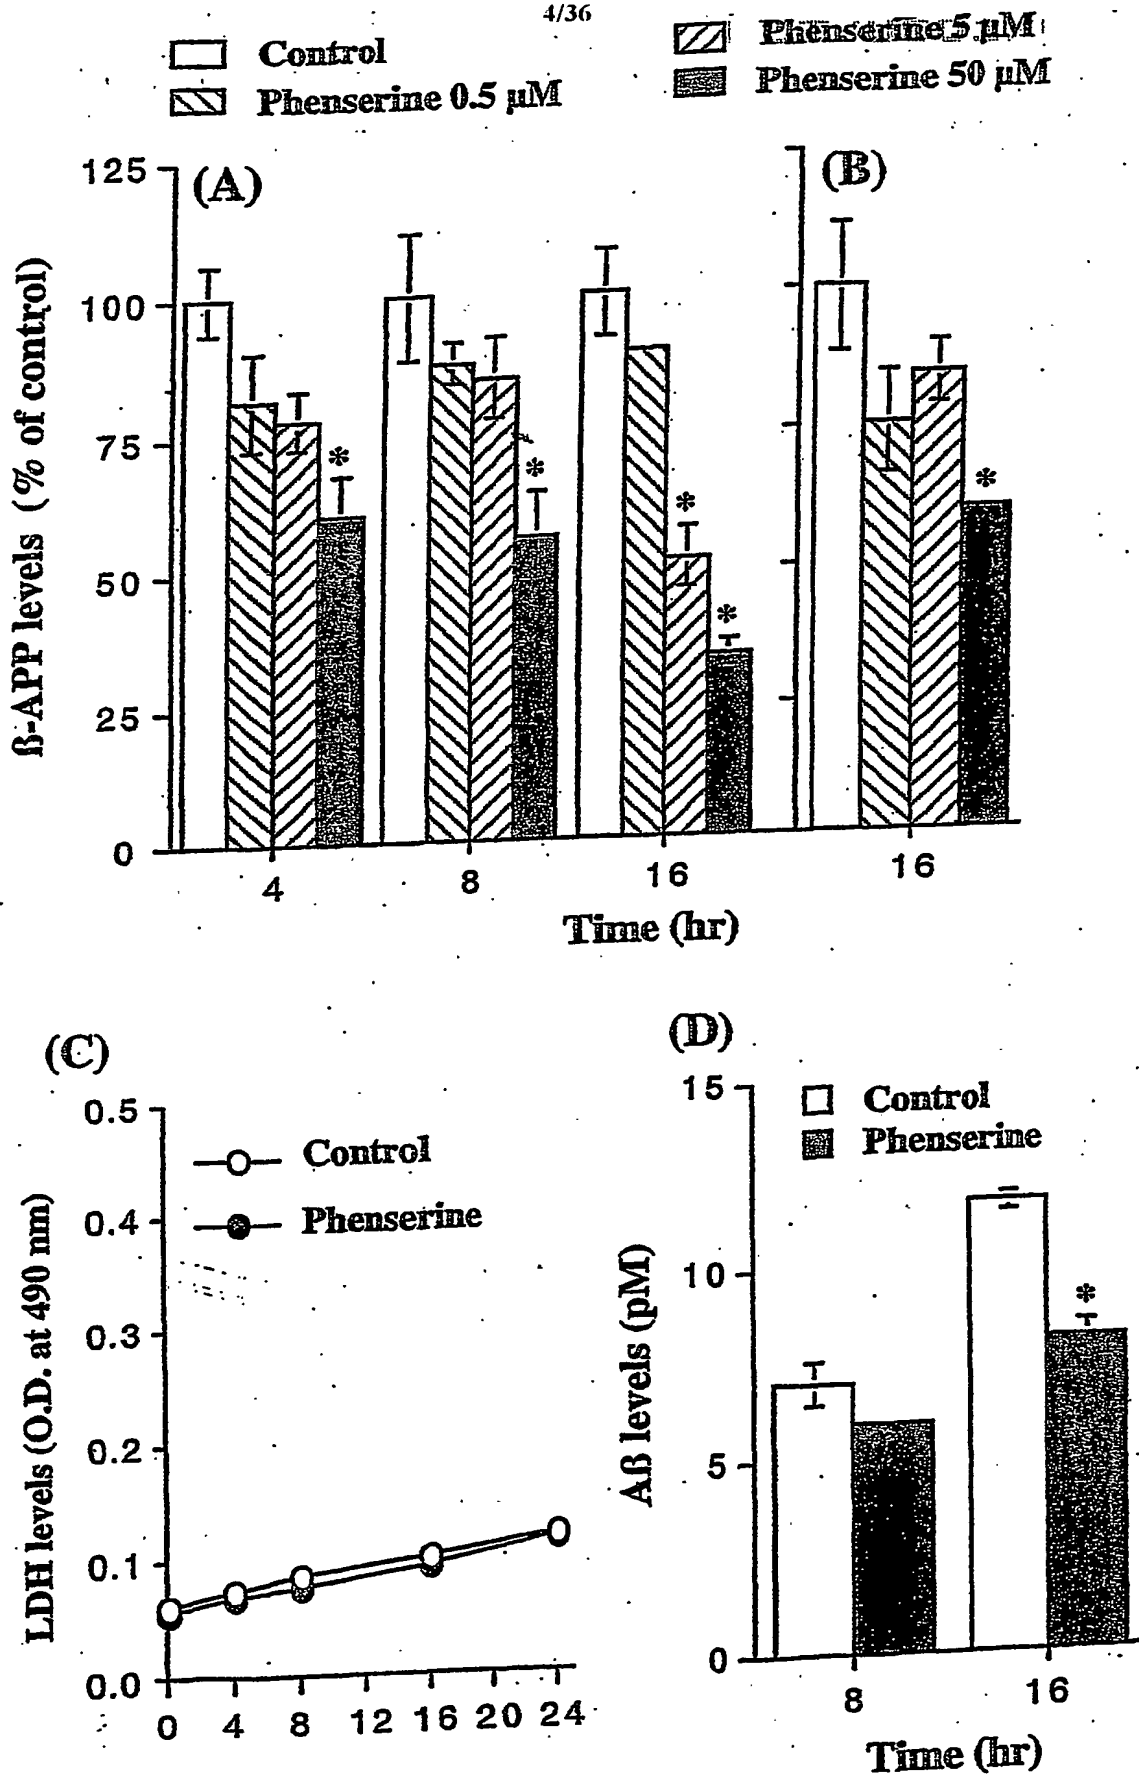 4/36
Control
Phenserine 0.5 µM
Phenserine 5 µM
Phenserine 50 µM
(A)
(B)
ß-APP levels (% of control)
125
100
75
50
25
0
*
*
*
*
*
4
8
16
16
Time (hr)
(C)
LDH levels (O.D. at 490 nm)
0.5
0.4
0.3
0.2
0.1
0.0
Control
Phenserine
0 4 8 12 16 20 24
(D)
Aß levels (pM)
15
10
5
0
Control
Phenserine
*
8
16
Time (hr)